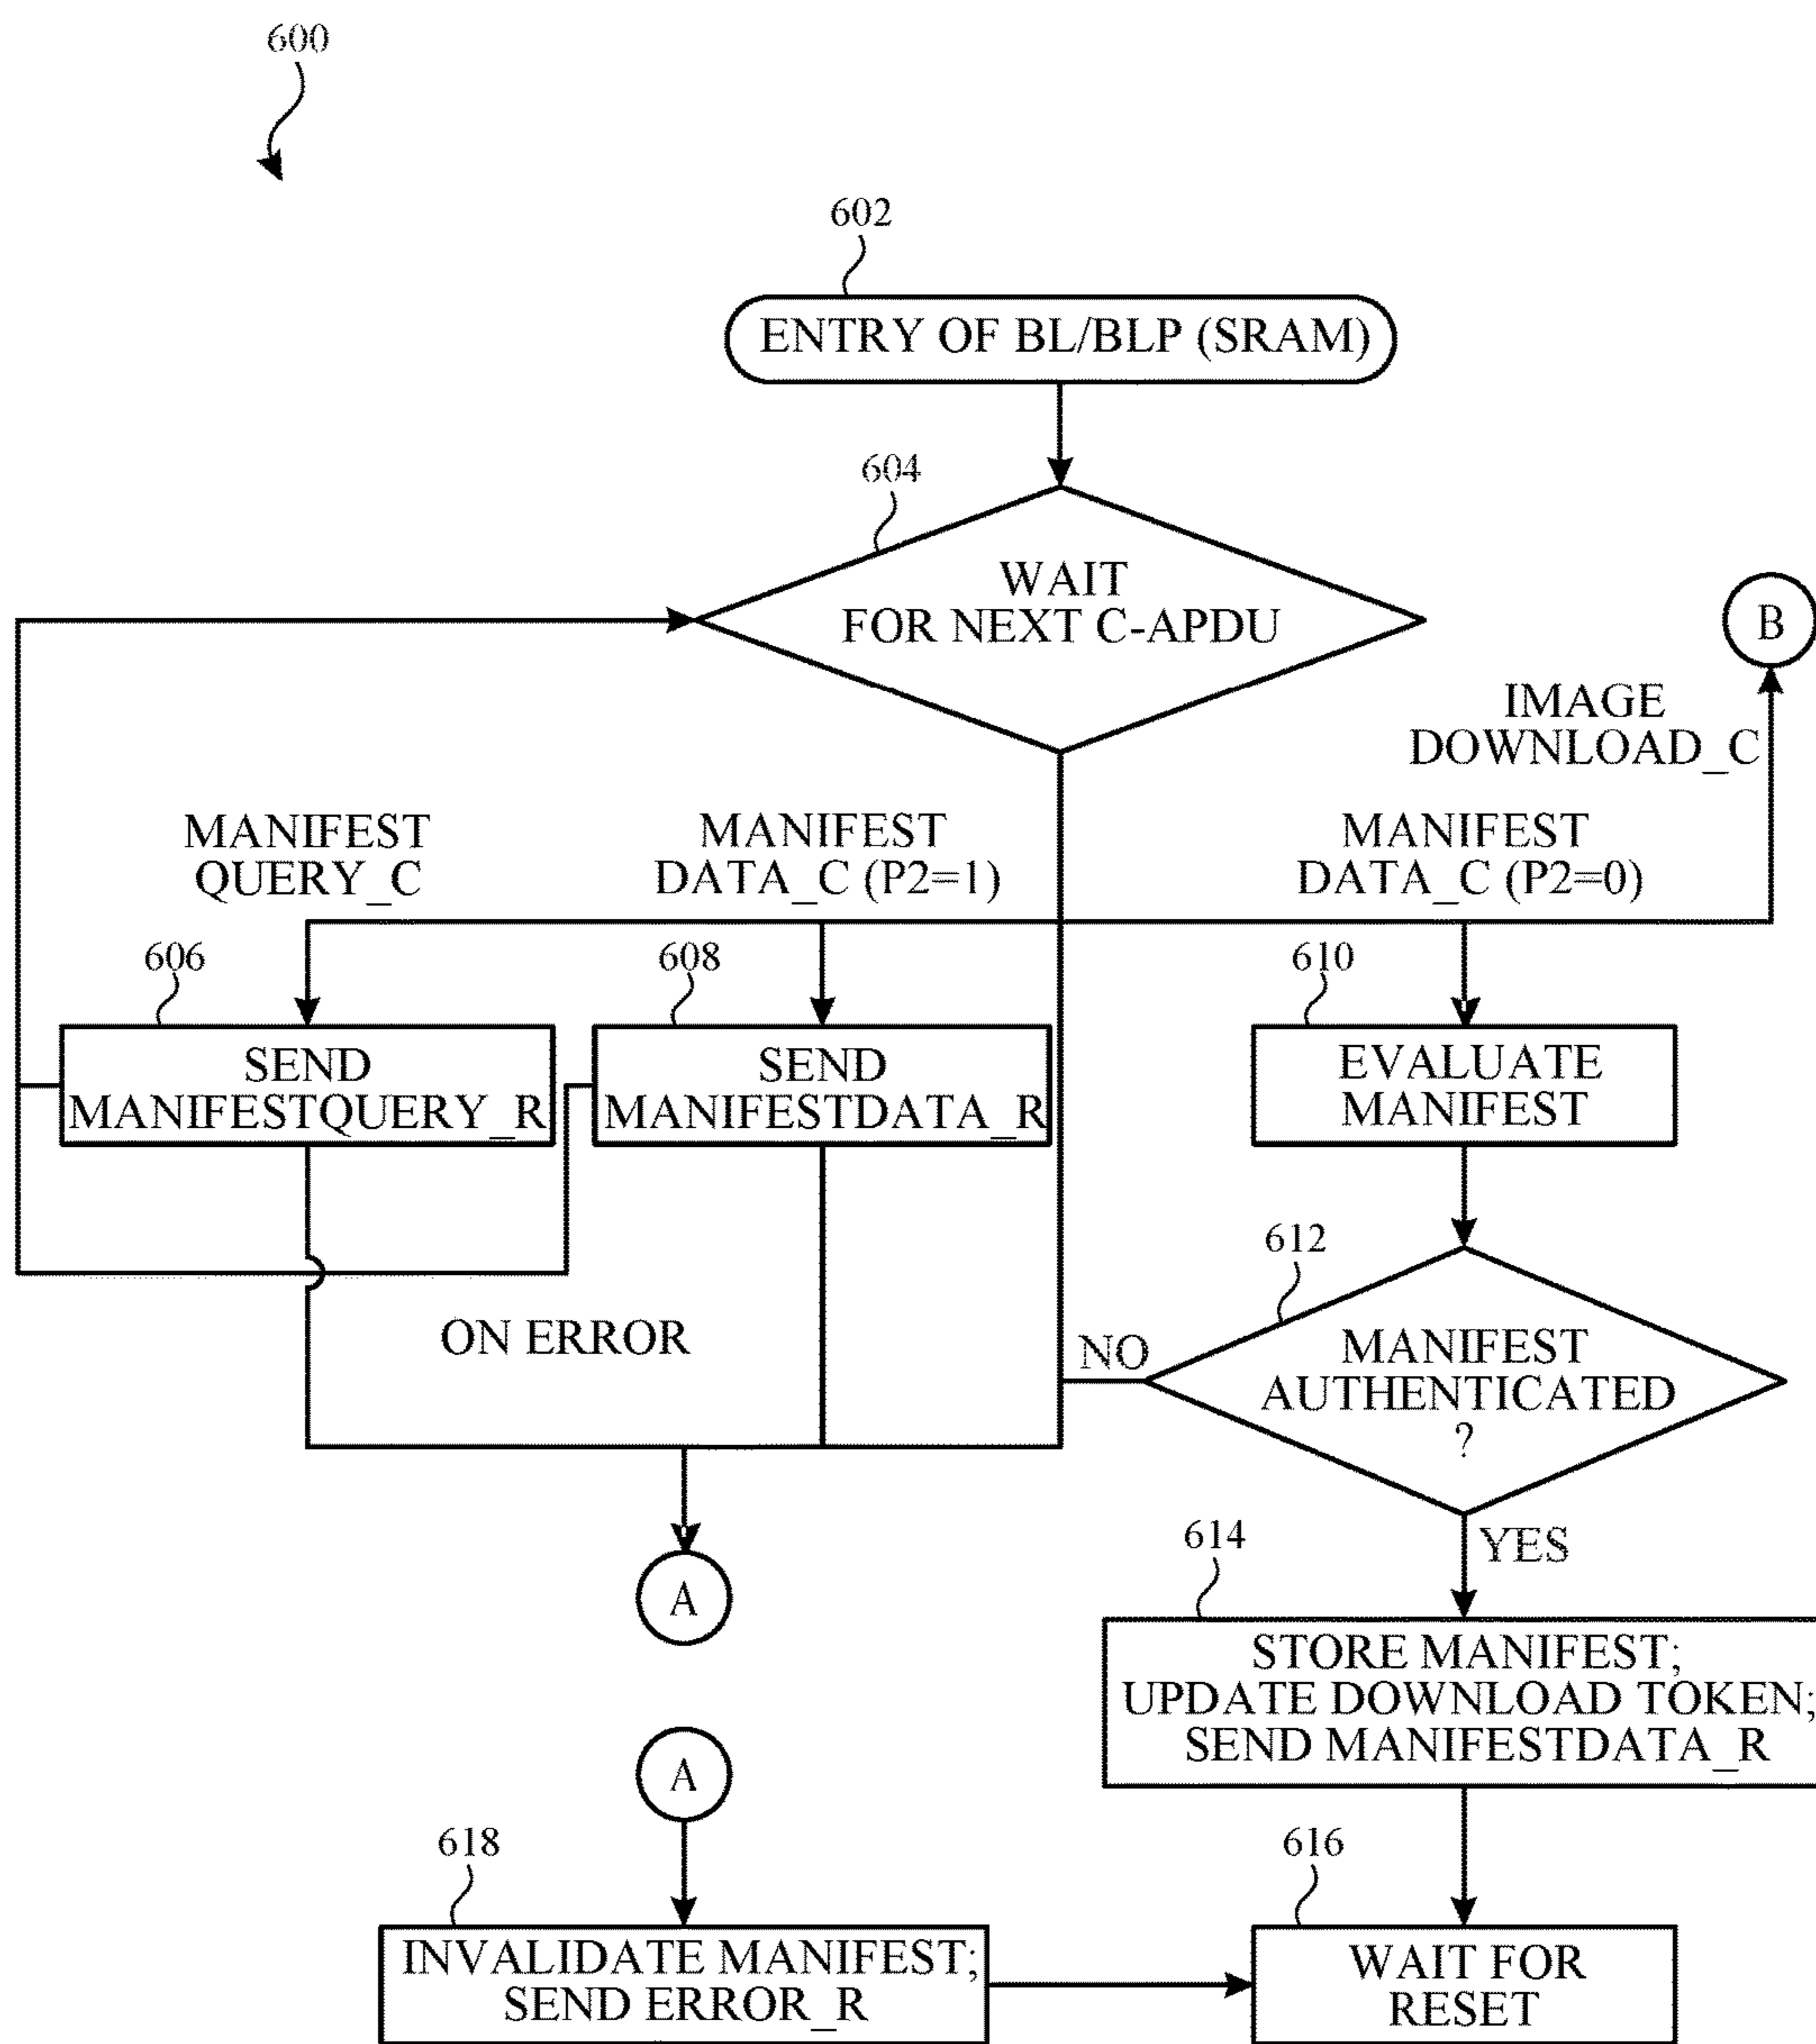 600
602
ENTRY OF BL/BLP (SRAM)
604
WAIT
FOR NEXT C-APDU
B
IMAGE
DOWNLOAD_C
MANIFEST
QUERY_C
MANIFEST
DATA_C (P2=1)
MANIFEST
DATA_C (P2=0)
606
608
610
SEND
MANIFESTQUERY_R
SEND
MANIFESTDATA_R
EVALUATE
MANIFEST
612
ON ERROR
NO
MANIFEST
AUTHENTICATED
?
614
YES
A
STORE MANIFEST;
UPDATE DOWNLOAD TOKEN;
SEND MANIFESTDATA_R
A
618
616
INVALIDATE MANIFEST;
SEND ERROR_R
WAIT FOR
RESET